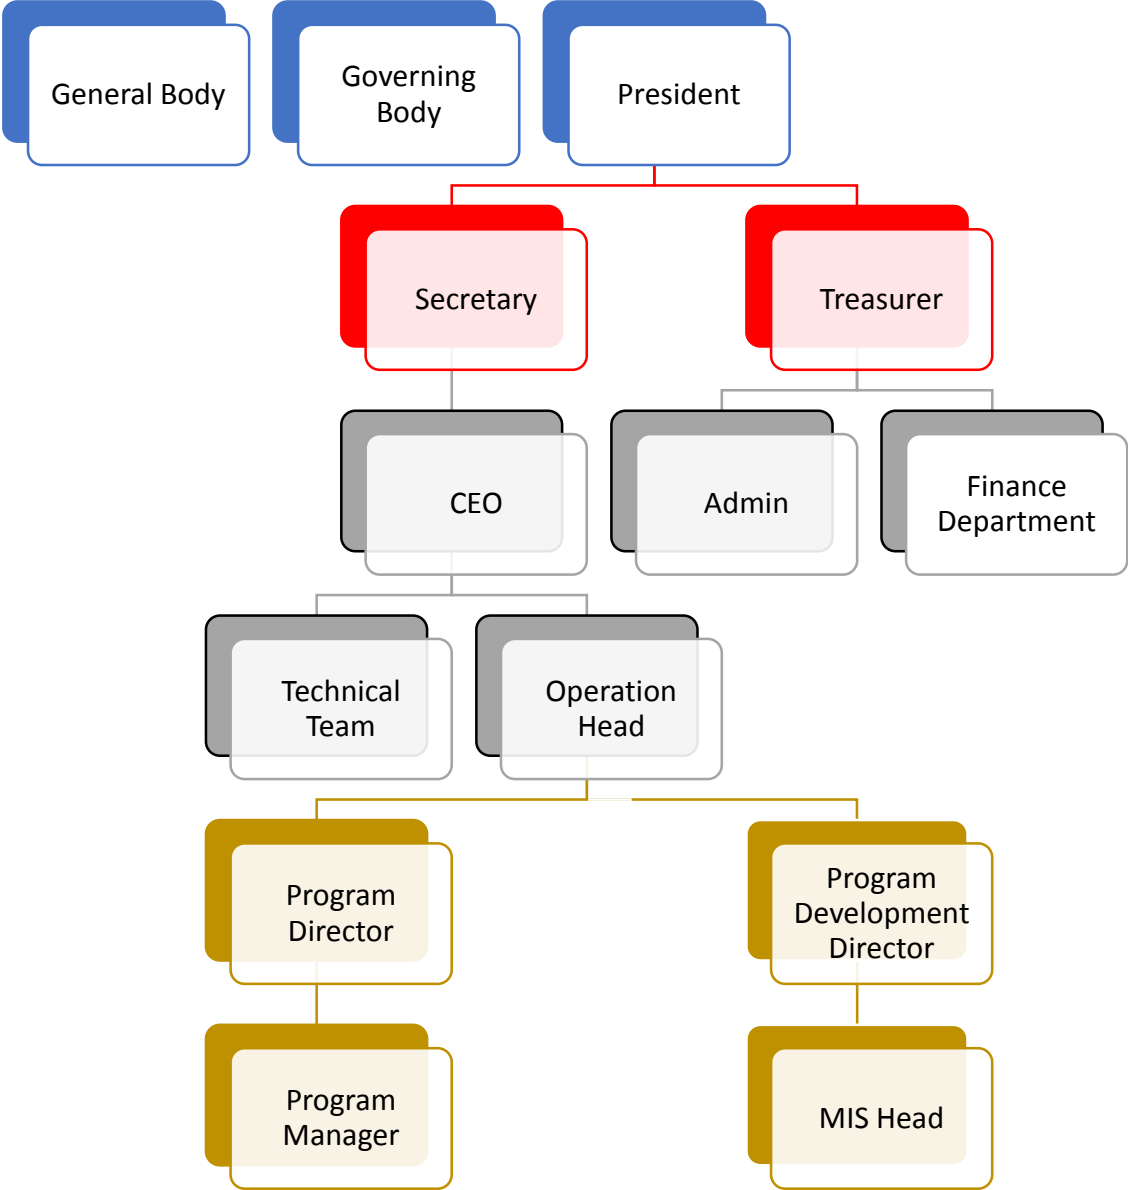 General Body
Governing
Body
President
Secretary
Treasurer
CEO
Admin
Finance
Department
Technical
Team
Operation
Head
Program
Director
Program
Development
Director
Program
Manager
MIS Head